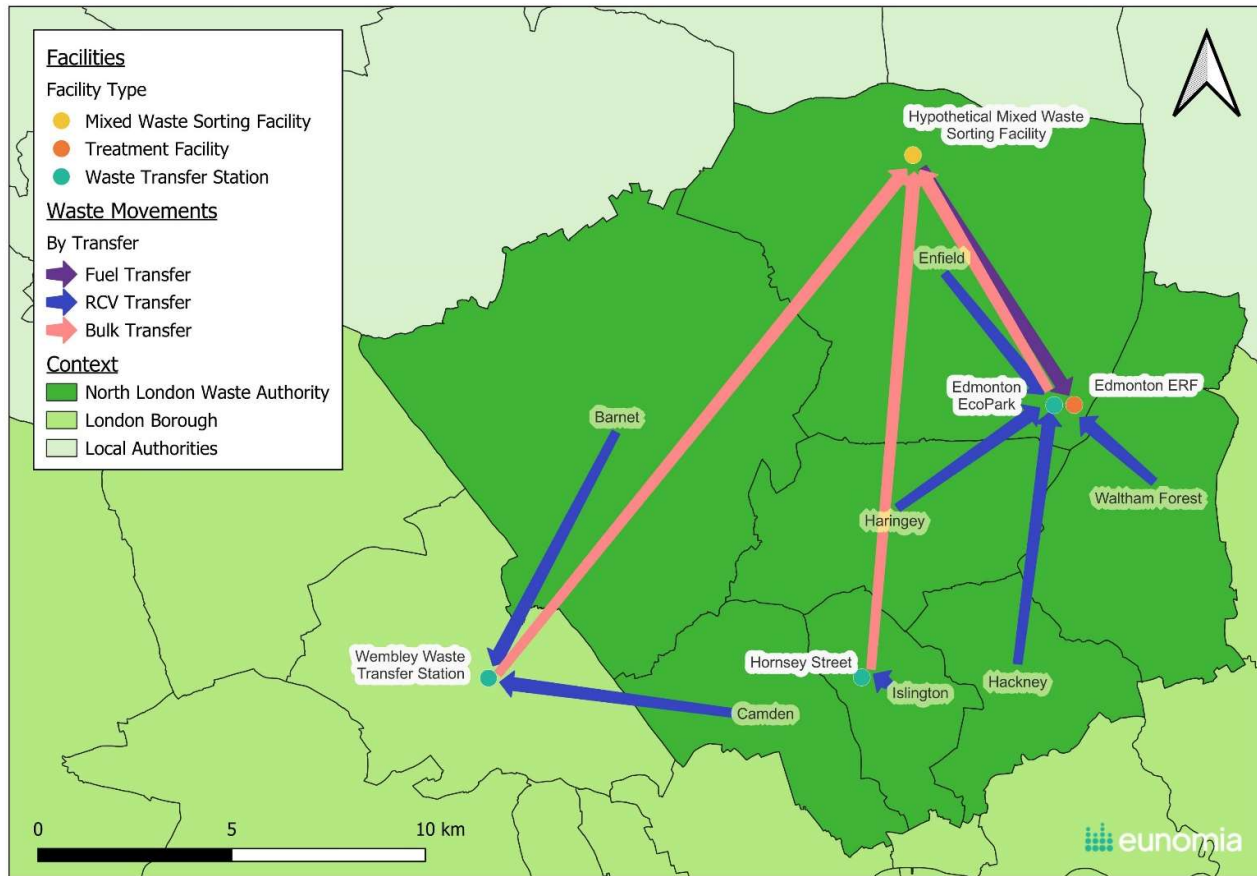 Facilities
Facility Type
Mixed Waste Sorting Facility
Treatment Facility
Waste Transfer Station
Waste Movements
By Transfer
Fuel Transfer
RCV Transfer
Bulk Transfer
Context
North London Waste Authority
London Borough
Local Authorities
Hypothetical Mixed Waste
Sorting Facility
Enfield
Edmonton
EcoPark
Edmonton ERF
Barnet
Waltham Forest
Haringey
Wembley Waste
Transfer Station
Hornsey Street
Islington
Hackney
Camden
0 5 10 km
eunomia